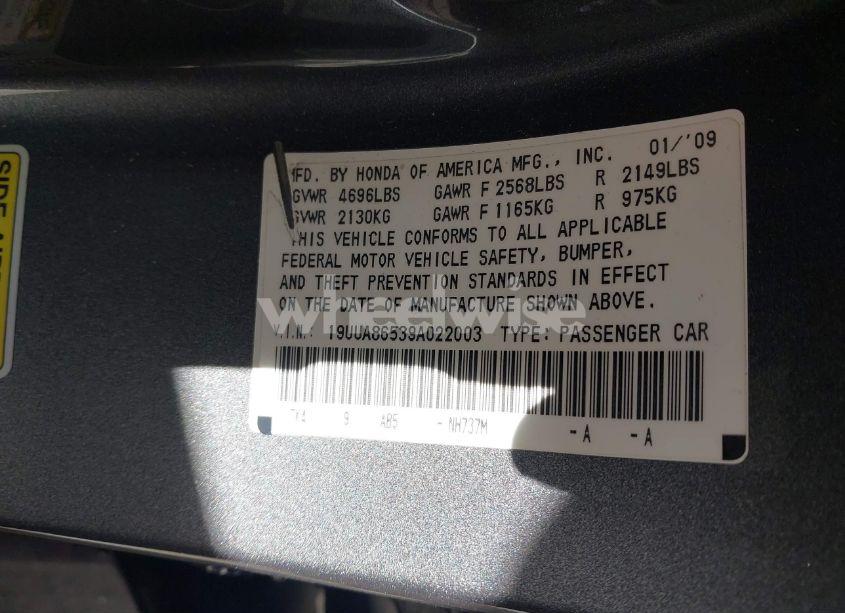 MFD. BY HONDA OF AMERICA MFG., INC. 01/'09
GVWR 4696LBS GAWR F 2568LBS R 2149LBS
GVWR 2130KG GAWR F 1165KG R 975KG
THIS VEHICLE CONFORMS TO ALL APPLICABLE
FEDERAL MOTOR VEHICLE SAFETY, BUMPER,
AND THEFT PREVENTION STANDARDS IN EFFECT
ON THE DATE OF MANUFACTURE SHOWN ABOVE.
wheelwise
V.I.N.: 19UUA86539A022003 TYPE: PASSENGER CAR
9 AB5 - NH737M - A - A
SIDE